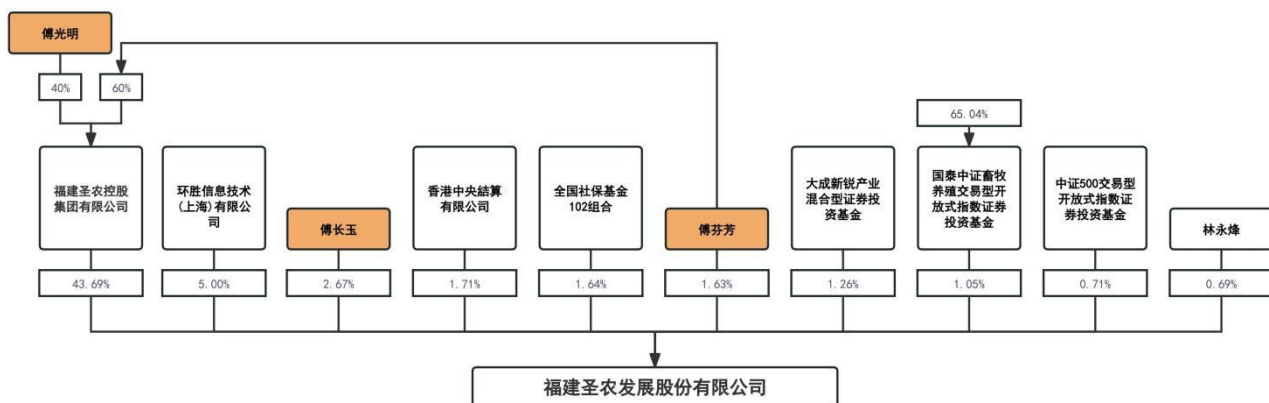 傅光明
40%
60%
65.04%
福建圣农控股
集团有限公司
环胜信息技术
(上海)有限公
司
傅长玉
香港中央結算
有限公司
全国社保基金
102组合
傅芬芳
大成新锐产业
混合型证券投
资基金
国泰中证畜牧
养殖交易型开
放式指数证券
投资基金
中证500交易型
开放式指数证
券投资基金
林永烽
43.69%
5.00%
2.67%
1.71%
1.64%
1.63%
1.26%
1.05%
0.71%
0.69%
福建圣农发展股份有限公司